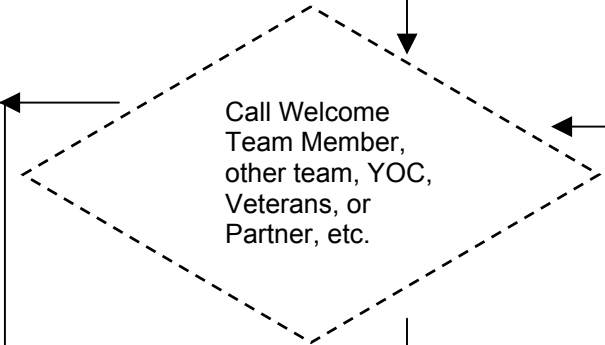 Call Welcome
Team Member,
other team, YOC,
Veterans, or
Partner, etc.